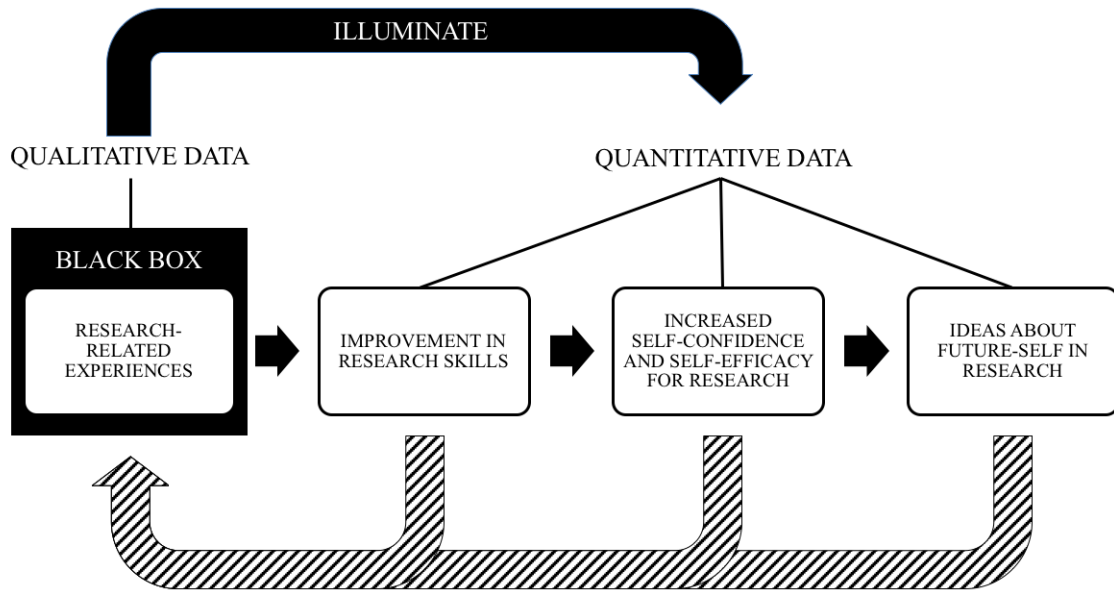 ILLUMINATE
QUALITATIVE DATA
QUANTITATIVE DATA
BLACK BOX
RESEARCH-
RELATED
EXPERIENCES
IMPROVEMENT IN
RESEARCH SKILLS
INCREASED
SELF-CONFIDENCE
AND SELF-EFFICACY
FOR RESEARCH
IDEAS ABOUT
FUTURE-SELF IN
RESEARCH